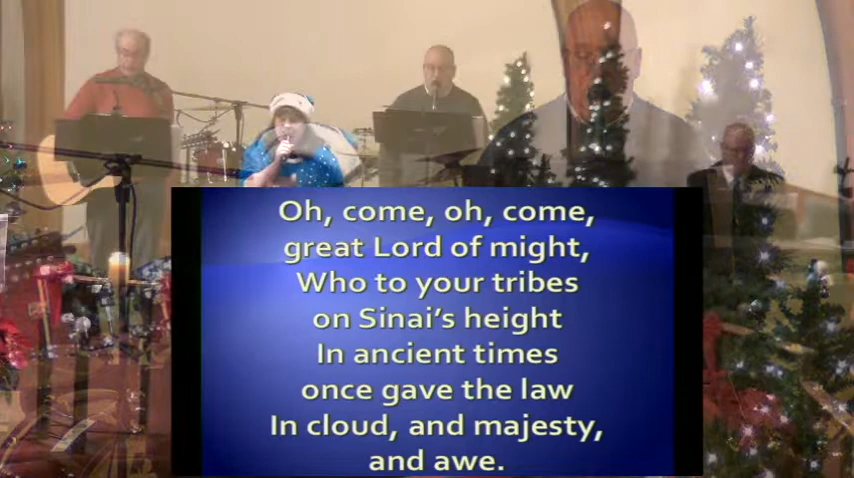 Oh, come, oh, come,
great Lord of might,
Who to your tribes
on Sinai's height
In ancient times
once gave the law
In cloud, and majesty,
and awe.